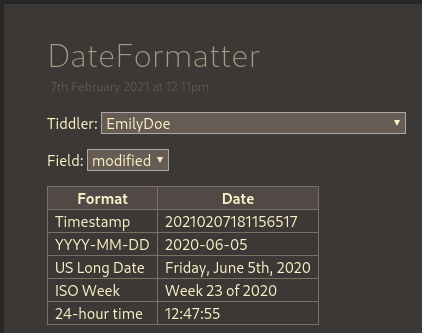 DateFormatter
7th February 2021 at 12:11pm
Tiddler: EmilyDoe
Field: modified
Format Date
Timestamp 20210207181156517
YYYY-MM-DD 2020-06-05
US Long Date Friday, June 5th, 2020
ISO Week Week 23 of 2020
24-hour time 12:47:55